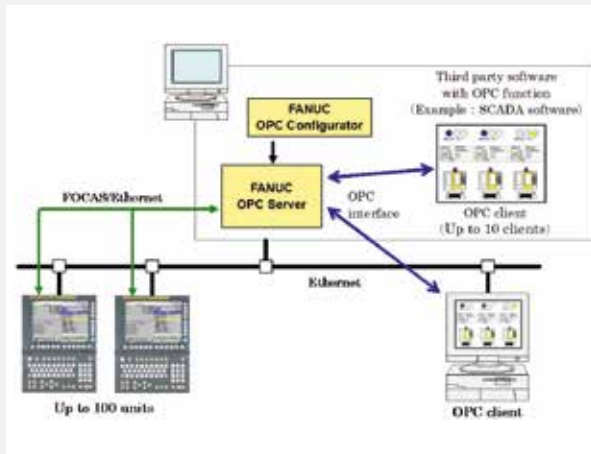 Third party software
with OPC function
(Example : SCADA software)
FANUC
OPC Configurator
FANUC
OPC Server
FOCAS/Ethernet
OPC
interface
OPC client
(Up to 10 clients)
Ethernet
Up to 100 units
OPC client